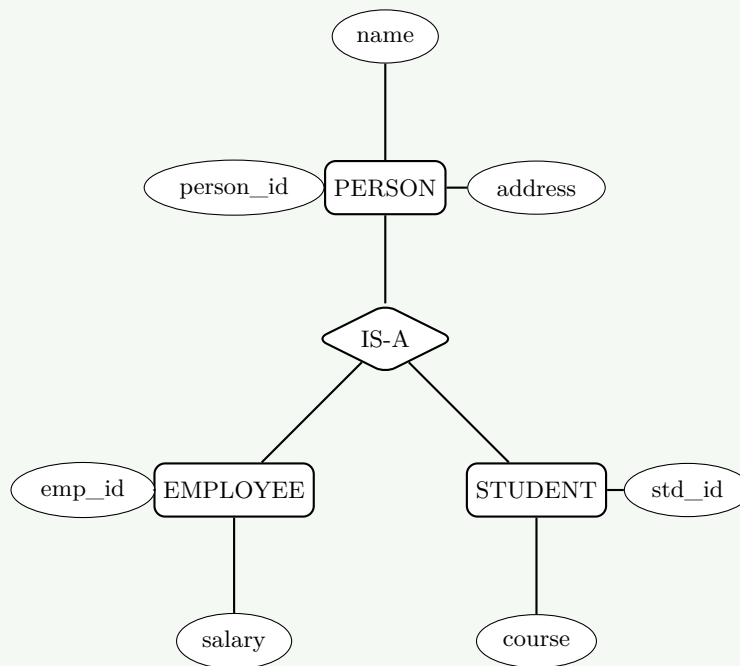 name
person_id
PERSON
address
IS-A
emp_id
EMPLOYEE
STUDENT
std_id
salary
course